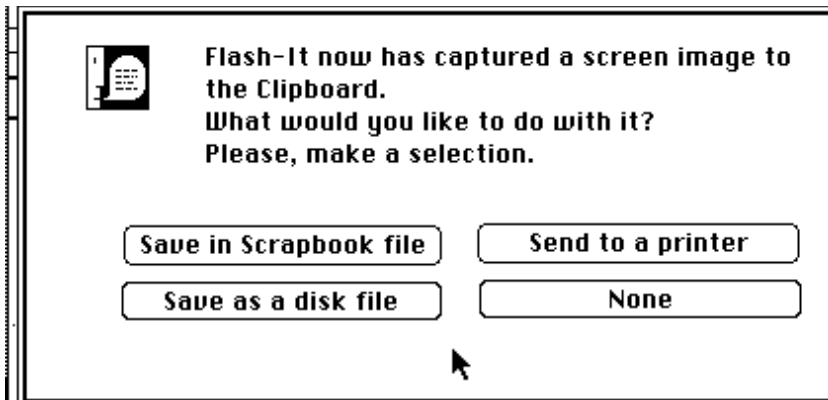 Flash-It now has captured a screen image to
the Clipboard.
What would you like to do with it?
Please, make a selection.
Save in Scrapbook file
Send to a printer
Save as a disk file
None